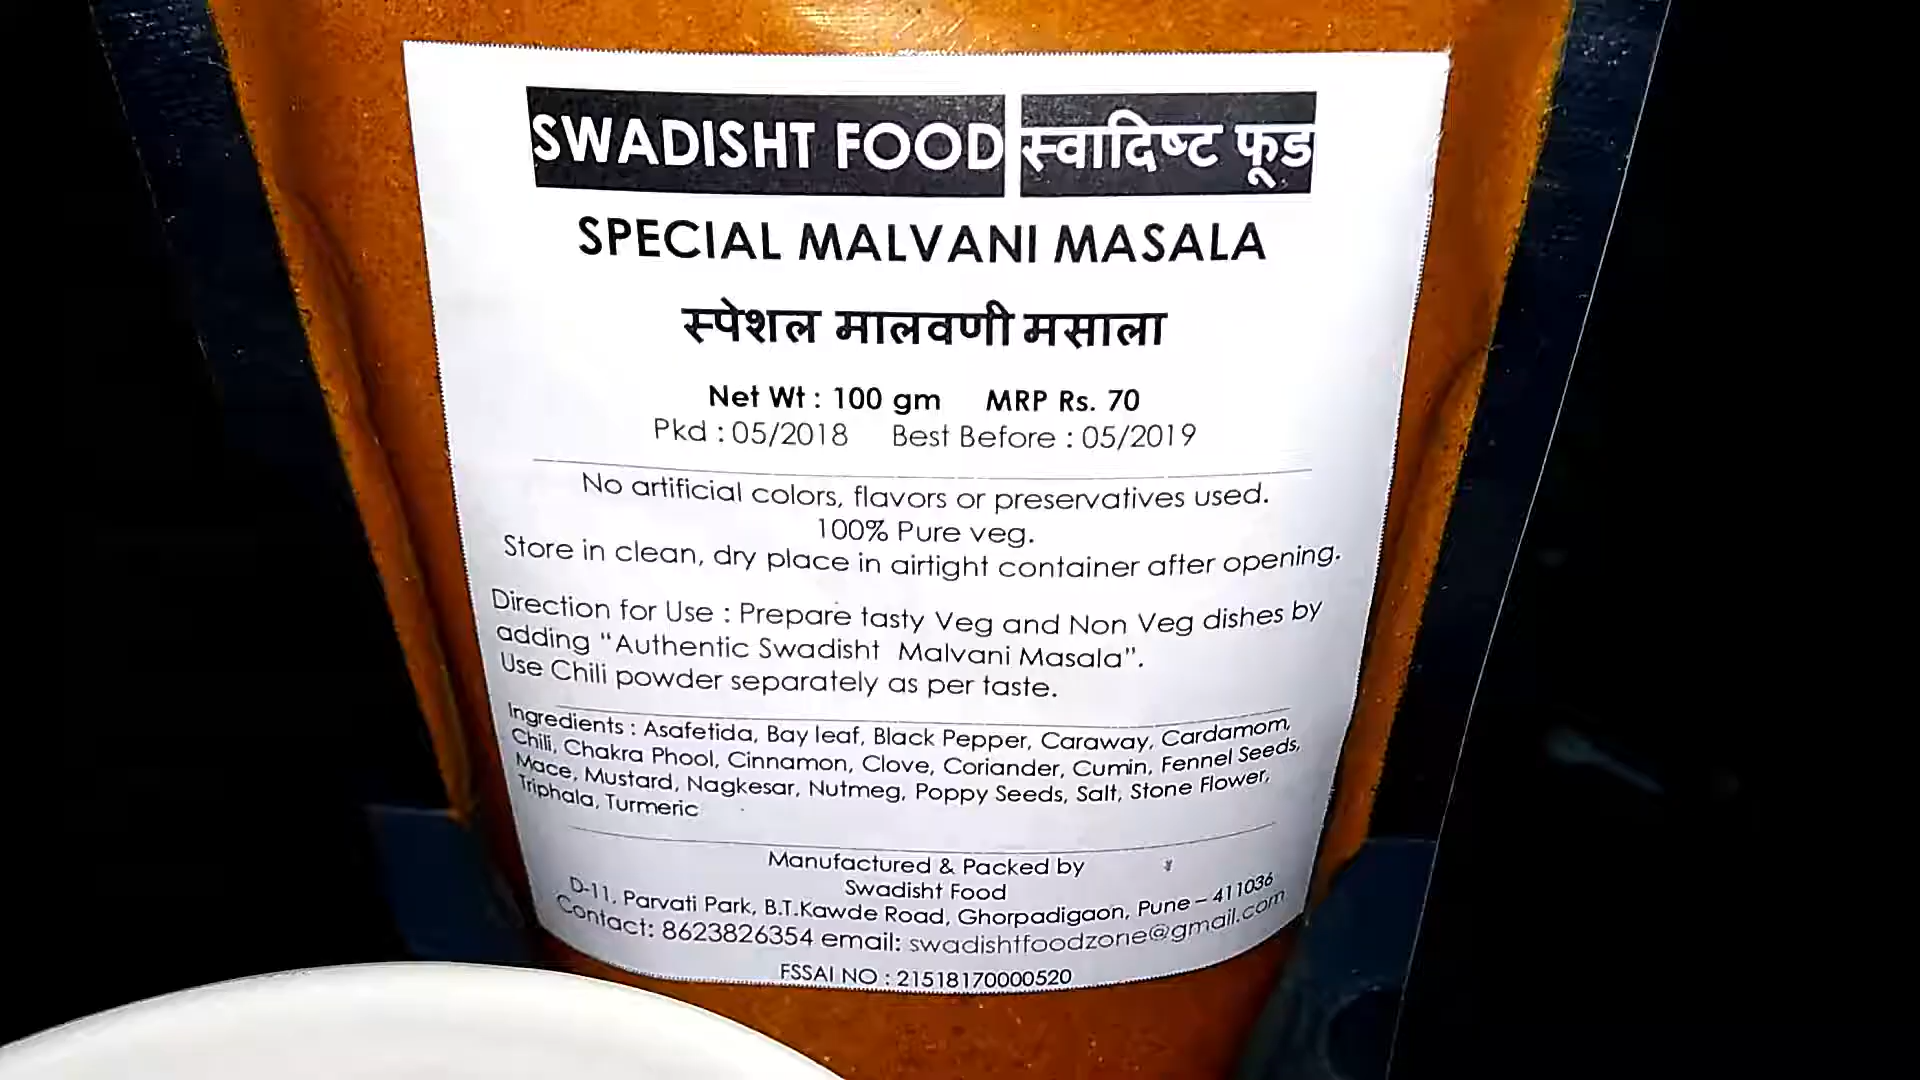 SWADISHT FOOD स्वादिष्ट फूड
SPECIAL MALVANI MASALA
स्पेशल मालवणी मसाला
Net Wt : 100 gm MRP Rs. 70
Pkd : 05/2018 Best Before : 05/2019
No artificial colors, flavors or preservatives used.
100% Pure veg.
Store in clean, dry place in airtight container after opening.
Direction for Use : Prepare tasty Veg and Non Veg dishes by
adding "Authentic Swadisht Malvani Masala".
Use Chili powder separately as per taste.
Ingredients : Asafetida, Bay leaf, Black Pepper, Caraway, Cardamom,
Chili, Chakra Phool, Cinnamon, Clove, Coriander, Cumin, Fennel Seeds,
Mace, Mustard, Nagkesar, Nutmeg, Poppy Seeds, Salt, Stone Flower,
Triphala, Turmeric
Manufactured & Packed by
Swadisht Food
D-11, Parvati Park, B.T.Kawde Road, Ghorpadigaon, Pune – 411036
Contact: 8623826354 email: swadishtfoodzone@gmail.com
FSSAI NO : 21518170000520